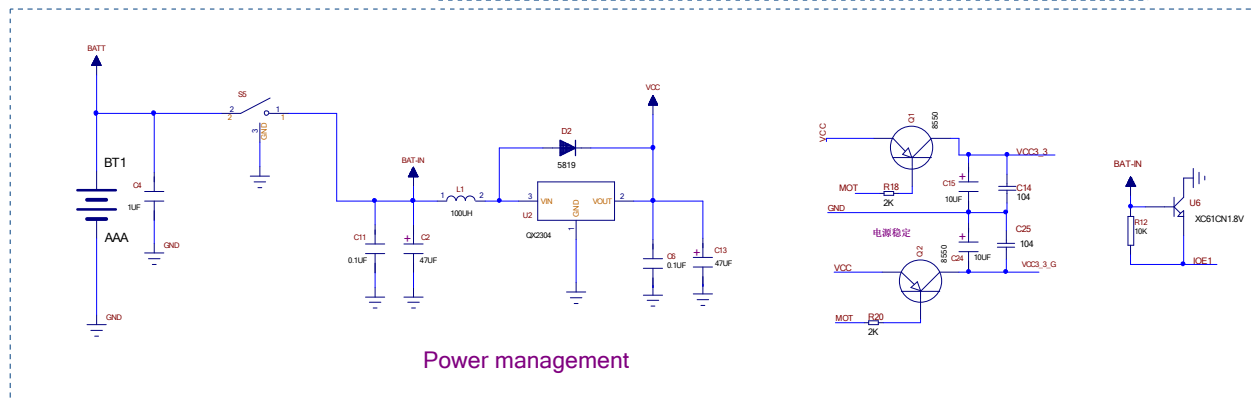 BATT
S5
2
1
2
1
3
GND
BT1
C4
1UF
AAA
GND
GND
BAT-IN
L1
1
2
100UH
C11
0.1UF
C2
47UF
D2
5819
3
VIN
VOUT
2
GND
U2
1
QX2304
VCC
C6
0.1UF
C13
47UF
Q1
8550
VCC
VCC3_3
MOT
R18
2K
C15
10UF
C14
104
GND
电源稳定
C25
104
C24
10UF
Q2
8550
VCC
VCC3_3_G
MOT
R20
2K
BAT-IN
U6
XC61CN1.8V
R12
10K
IOE1
Power management